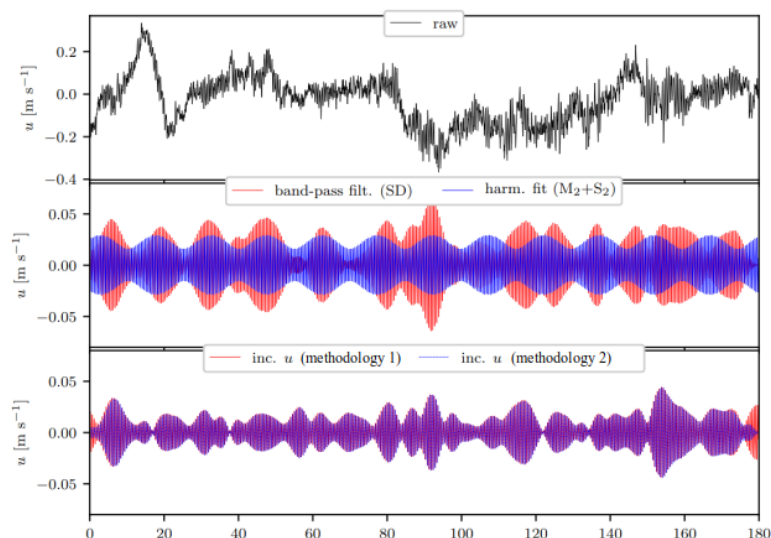 raw
0.2
0.0
−0.2
−0.4
u [m s⁻¹]
band-pass filt. (SD) harm. fit (M₂+S₂)
0.05
0.00
−0.05
u [m s⁻¹]
inc. u (methodology 1) inc. u (methodology 2)
0.05
0.00
−0.05
u [m s⁻¹]
0 20 40 60 80 100 120 140 160 180